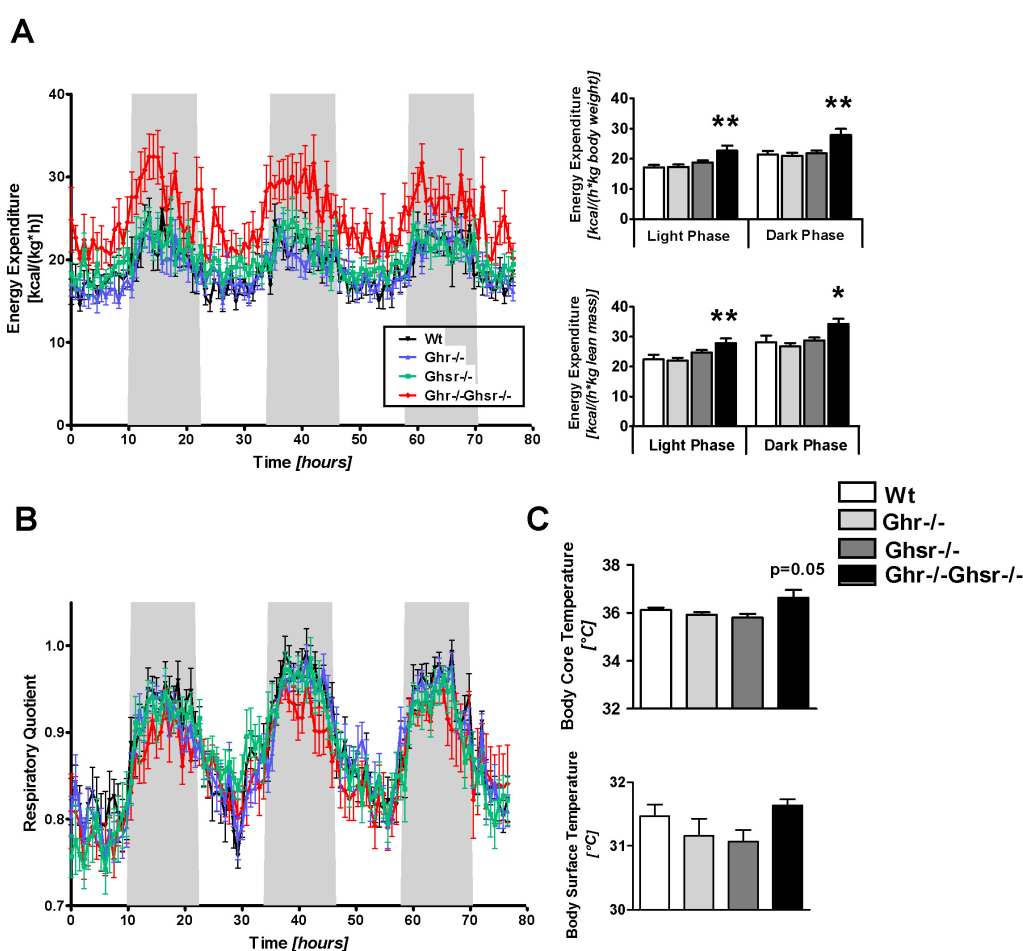 A
Energy Expenditure
[kcal/(kg*h)]
40
30
20
10
0
0 10 20 30 40 50 60 70 80
Time [hours]
Wt
Ghr-/-
Ghsr-/-
Ghr-/-Ghsr-/-
Energy Expenditure
[kcal/(h*kg body weight)]
40
30
20
10
0
** **
Light Phase Dark Phase
Energy Expenditure
[kcal/(h*kg lean mass)]
40
30
20
10
0
** *
Light Phase Dark Phase
B
Respiratory Quotient
1.0
0.9
0.8
0.7
0 10 20 30 40 50 60 70 80
Time [hours]
C
Wt
Ghr-/-
Ghsr-/-
Ghr-/-Ghsr-/-
Body Core Temperature
[°C]
38
36
34
32
p=0.05
Body Surface Temperature
[°C]
32
31
30